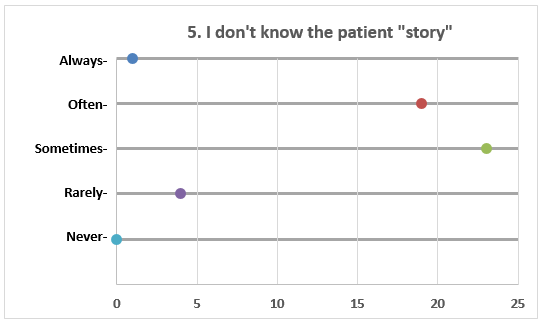 5. I don't know the patient "story"
Always-
Often-
Sometimes-
Rarely-
Never-
0 5 10 15 20 25